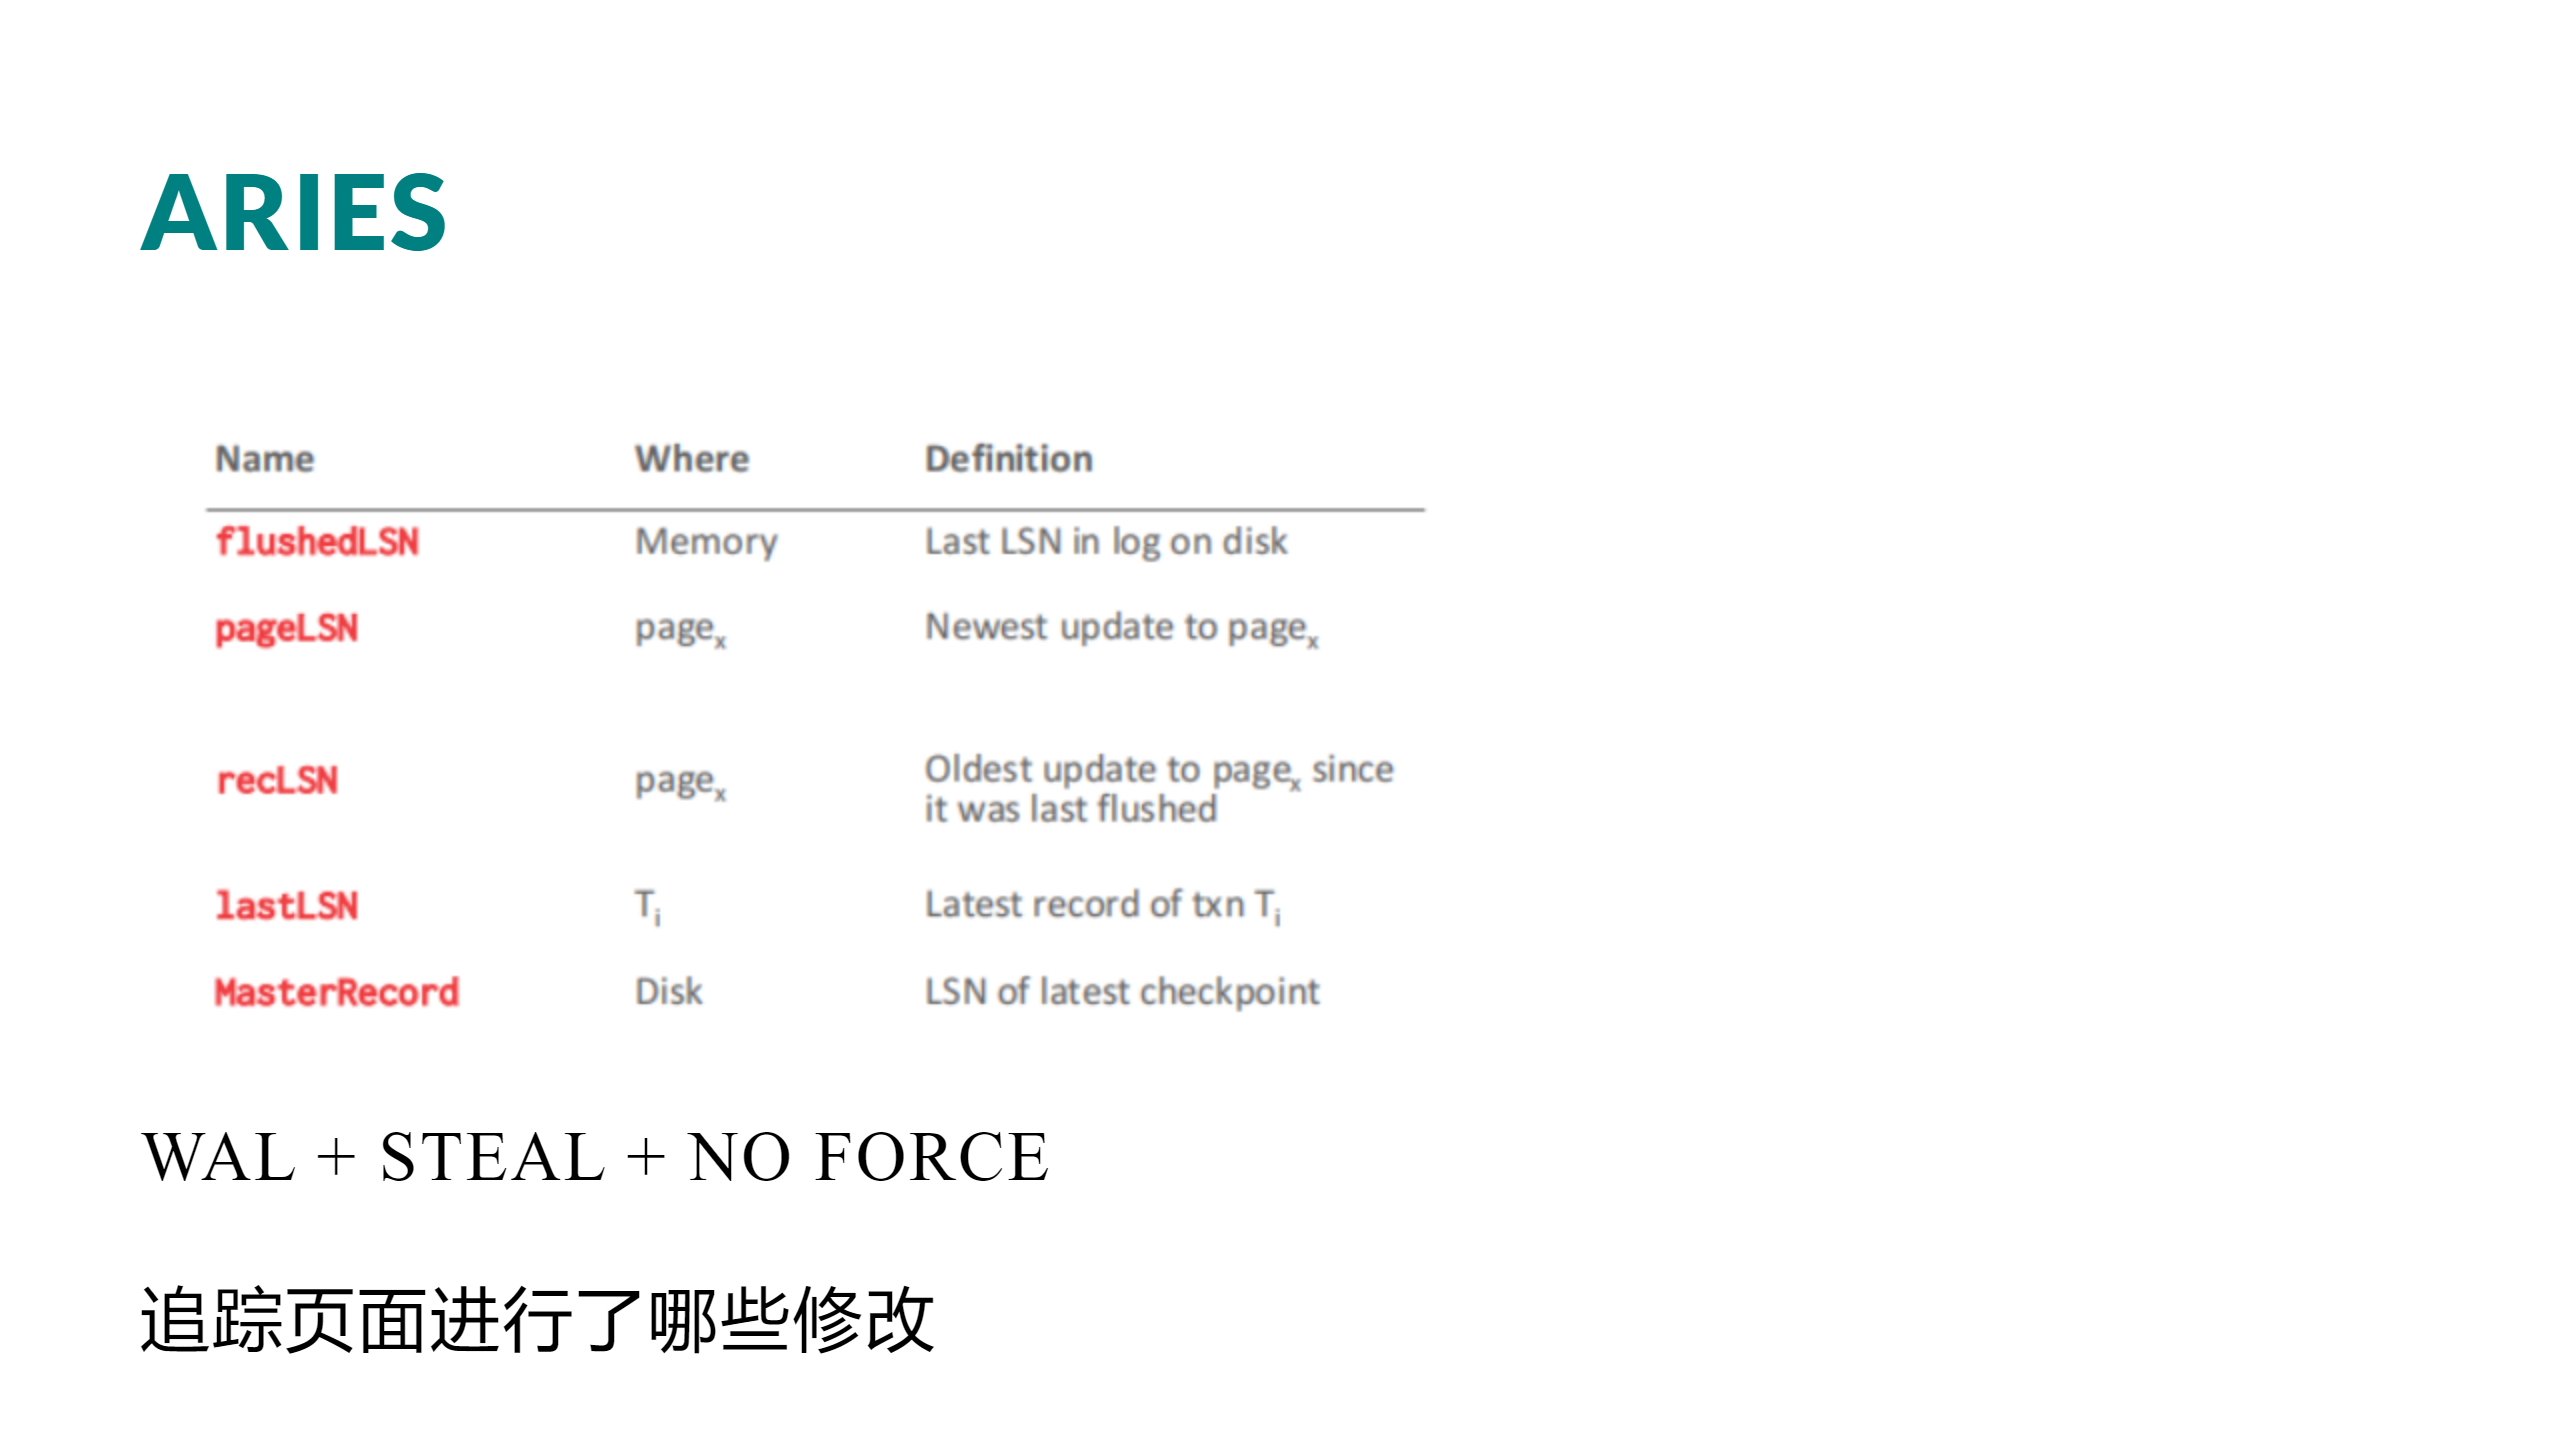 ARIES
Name Where Definition
flushedLSN Memory Last LSN in log on disk
pageLSN pagex Newest update to pagex
recLSN pagex Oldest update to pagex since
it was last flushed
lastLSN Ti Latest record of txn Ti
MasterRecord Disk LSN of latest checkpoint
WAL + STEAL + NO FORCE
追踪页面进行了哪些修改